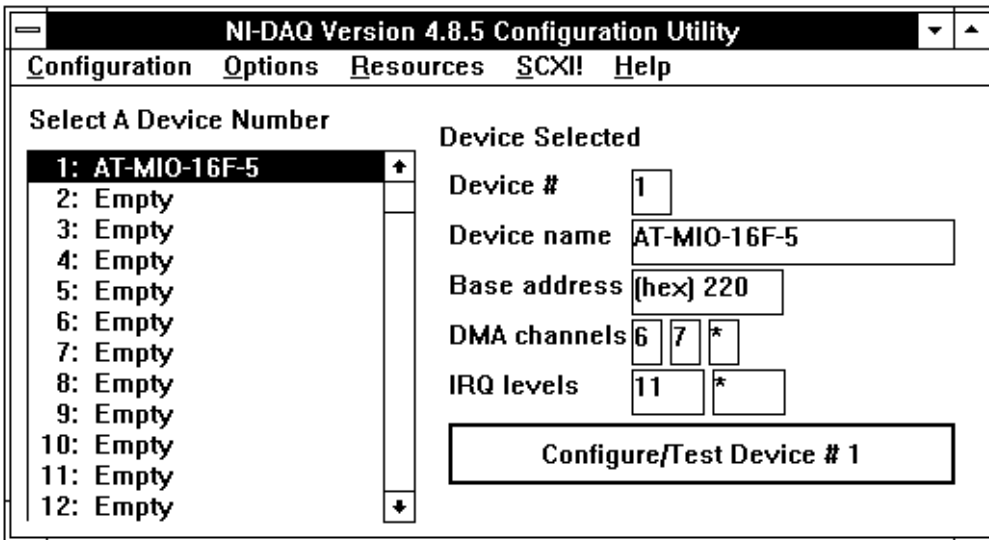 NI-DAQ Version 4.8.5 Configuration Utility
Configuration Options Resources SCXI! Help
Select A Device Number
1: AT-MIO-16F-5
2: Empty
3: Empty
4: Empty
5: Empty
6: Empty
7: Empty
8: Empty
9: Empty
10: Empty
11: Empty
12: Empty
Device Selected
Device # 1
Device name AT-MIO-16F-5
Base address (hex) 220
DMA channels 6 7 *
IRQ levels 11 *
Configure/Test Device # 1